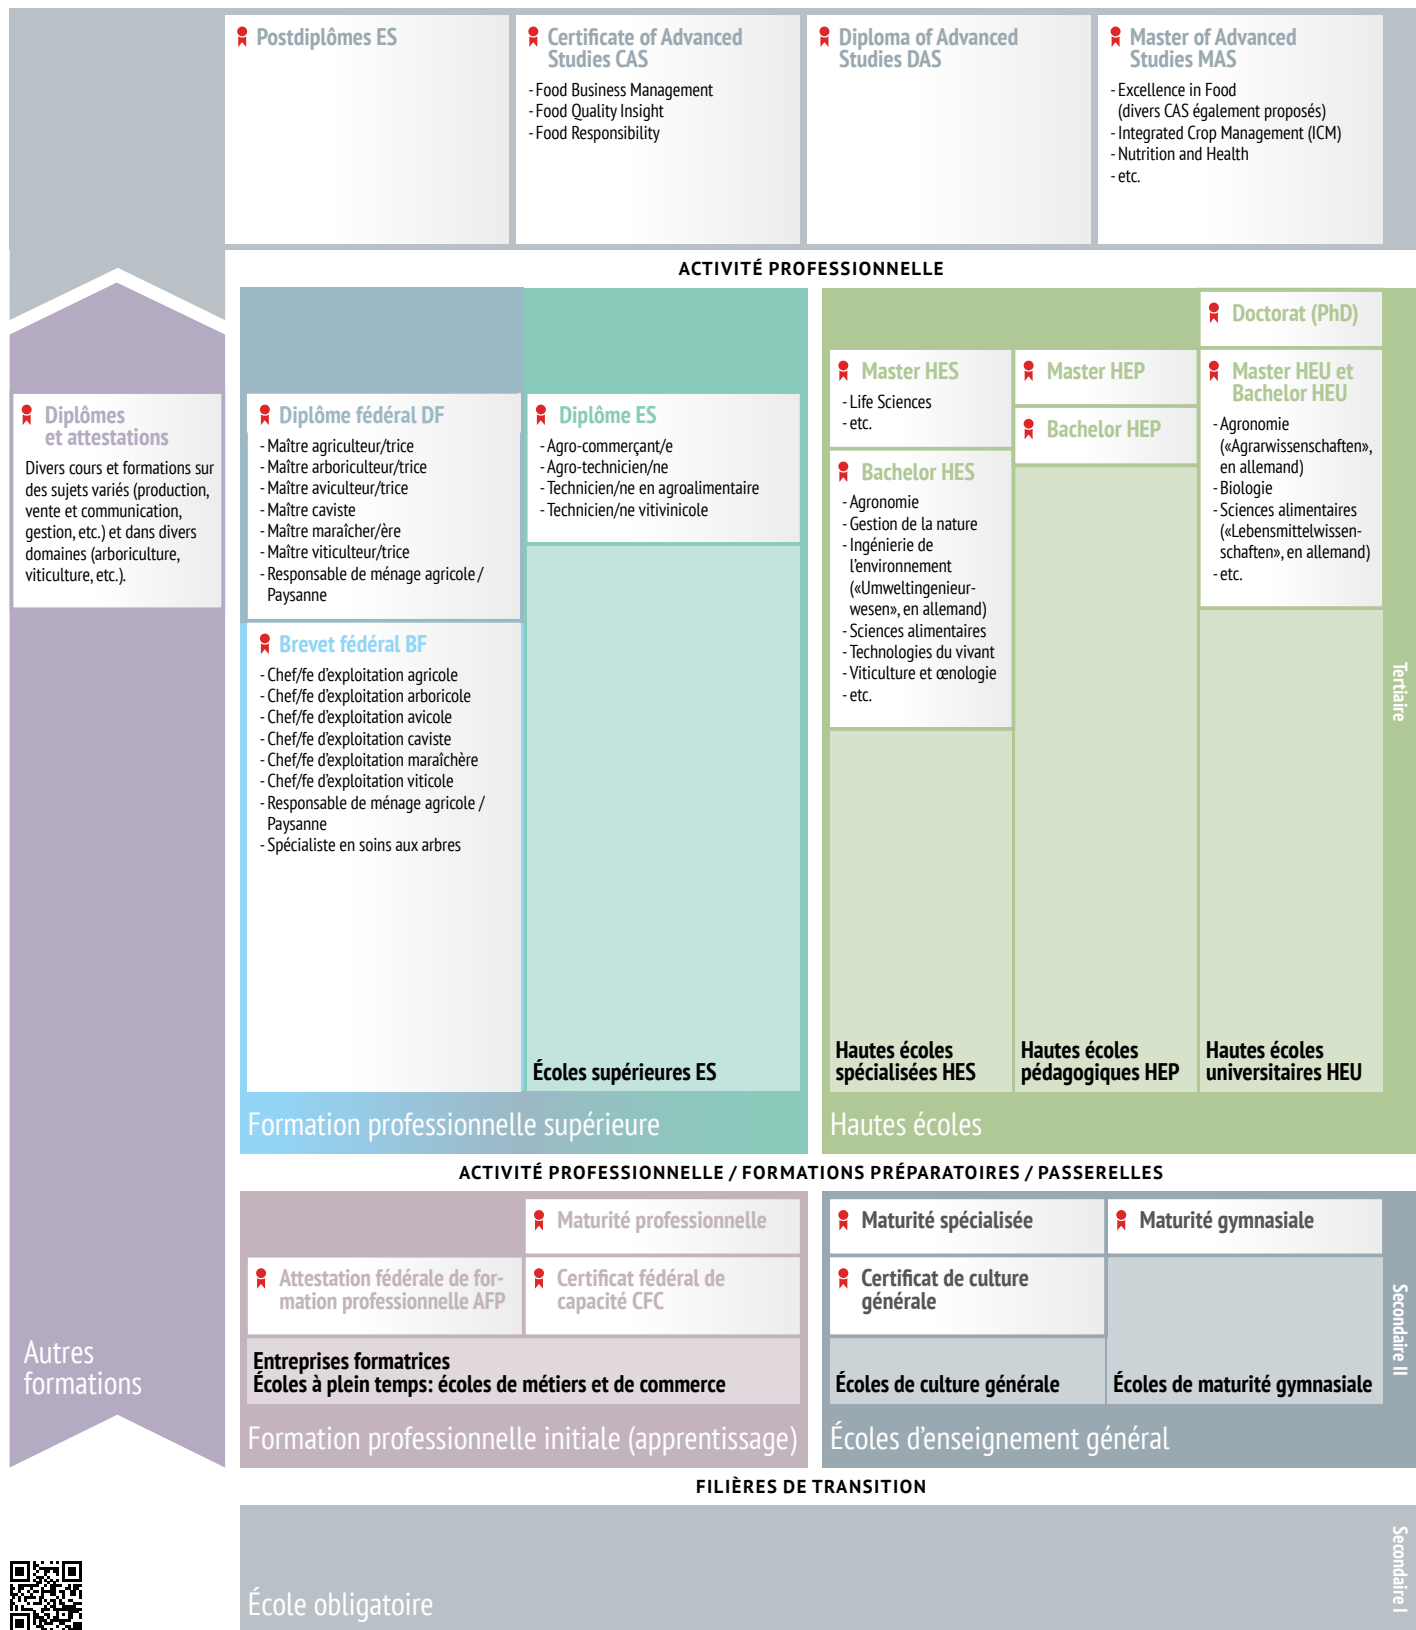 Postdiplômes ES
Certificate of Advanced
Studies CAS
- Food Business Management
- Food Quality Insight
- Food Responsibility
Diploma of Advanced
Studies DAS
Master of Advanced
Studies MAS
- Excellence in Food
(divers CAS également proposés)
- Integrated Crop Management (ICM)
- Nutrition and Health
- etc.
ACTIVITÉ PROFESSIONNELLE
Diplômes
et attestations
Divers cours et formations sur
des sujets variés (production,
vente et communication,
gestion, etc.) et dans divers
domaines (arboriculture,
viticulture, etc.).
Autres
formations
Diplôme fédéral DF
- Maître agriculteur/trice
- Maître arboriculteur/trice
- Maître aviculteur/trice
- Maître caviste
- Maître maraîcher/ère
- Maître viticulteur/trice
- Responsable de ménage agricole /
Paysanne
Brevet fédéral BF
- Chef/fe d’exploitation agricole
- Chef/fe d’exploitation arboricole
- Chef/fe d’exploitation avicole
- Chef/fe d’exploitation caviste
- Chef/fe d’exploitation maraîchère
- Chef/fe d’exploitation viticole
- Responsable de ménage agricole /
Paysanne
- Spécialiste en soins aux arbres
Diplôme ES
- Agro-commerçant/e
- Agro-technicien/ne
- Technicien/ne en agroalimentaire
- Technicien/ne vitivinicole
Écoles supérieures ES
Formation professionnelle supérieure
Master HES
- Life Sciences
- etc.
Bachelor HES
- Agronomie
- Gestion de la nature
- Ingénierie de
l’environnement
(«Umweltingenieur-
wesen», en allemand)
- Sciences alimentaires
- Technologies du vivant
- Viticulture et œnologie
- etc.
Hautes écoles
spécialisées HES
Master HEP
Bachelor HEP
Hautes écoles
pédagogiques HEP
Doctorat (PhD)
Master HEU et
Bachelor HEU
- Agronomie
(«Agrarwissenschaften»,
en allemand)
- Biologie
- Sciences alimentaires
(«Lebensmittelwissen-
schaften», en allemand)
- etc.
Hautes écoles
universitaires HEU
Hautes écoles
Tertiaire
ACTIVITÉ PROFESSIONNELLE / FORMATIONS PRÉPARATOIRES / PASSERELLES
Maturité professionnelle
Attestation fédérale de for-
mation professionnelle AFP
Certificat fédéral de
capacité CFC
Entreprises formatrices
Écoles à plein temps: écoles de métiers et de commerce
Formation professionnelle initiale (apprentissage)
Maturité spécialisée
Maturité gymnasiale
Certificat de culture
générale
Écoles de culture générale
Écoles de maturité gymnasiale
Écoles d’enseignement général
Secondaire II
FILIÈRES DE TRANSITION
École obligatoire
Secondaire I